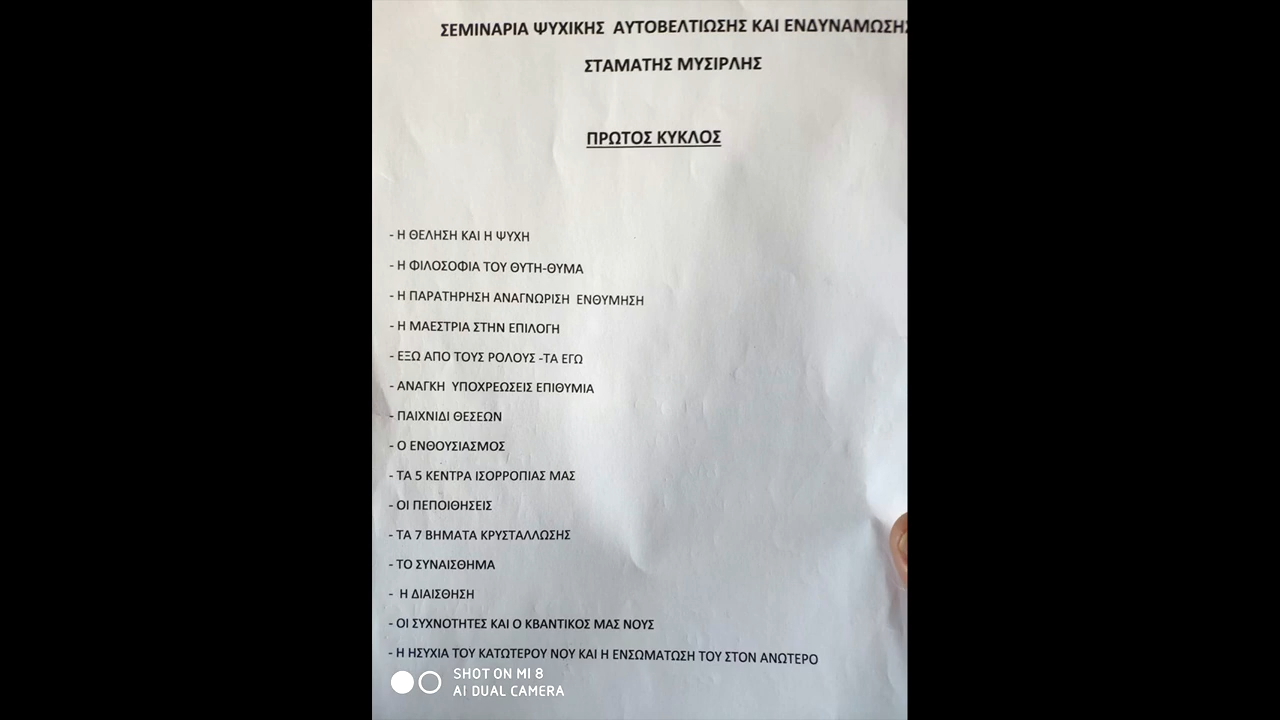 ΣΕΜΙΝΑΡΙΑ ΨΥΧΙΚΗΣ ΑΥΤΟΒΕΛΤΙΩΣΗΣ ΚΑΙ ΕΝΔΥΝΑΜΩΣΗΣ
ΣΤΑΜΑΤΗΣ ΜΥΣΙΡΛΗΣ
ΠΡΩΤΟΣ ΚΥΚΛΟΣ
- Η ΘΕΛΗΣΗ ΚΑΙ Η ΨΥΧΗ
- Η ΦΙΛΟΣΟΦΙΑ ΤΟΥ ΘΥΤΗ-ΘΥΜΑ
- Η ΠΑΡΑΤΗΡΗΣΗ ΑΝΑΓΝΩΡΙΣΗ ΕΝΘΥΜΗΣΗ
- Η ΜΑΕΣΤΡΙΑ ΣΤΗΝ ΕΠΙΛΟΓΗ
- ΕΞΩ ΑΠΟ ΤΟΥΣ ΡΟΛΟΥΣ -ΤΑ ΕΓΩ
- ΑΝΑΓΚΗ ΥΠΟΧΡΕΩΣΕΙΣ ΕΠΙΘΥΜΙΑ
- ΠΑΙΧΝΙΔΙ ΘΕΣΕΩΝ
- Ο ΕΝΘΟΥΣΙΑΣΜΟΣ
- ΤΑ 5 ΚΕΝΤΡΑ ΙΣΟΡΡΟΠΙΑΣ ΜΑΣ
- ΟΙ ΠΕΠΟΙΘΗΣΕΙΣ
- ΤΑ 7 ΒΗΜΑΤΑ ΚΡΥΣΤΑΛΛΩΣΗΣ
- ΤΟ ΣΥΝΑΙΣΘΗΜΑ
- Η ΔΙΑΙΣΘΗΣΗ
- ΟΙ ΣΥΧΝΟΤΗΤΕΣ ΚΑΙ Ο ΚΒΑΝΤΙΚΟΣ ΜΑΣ ΝΟΥΣ
- Η ΗΣΥΧΙΑ ΤΟΥ ΚΑΤΩΤΕΡΟΥ ΝΟΥ ΚΑΙ Η ΕΝΣΩΜΑΤΩΣΗ ΤΟΥ ΣΤΟΝ ΑΝΩΤΕΡΟ
SHOT ON MI 8
AI DUAL CAMERA